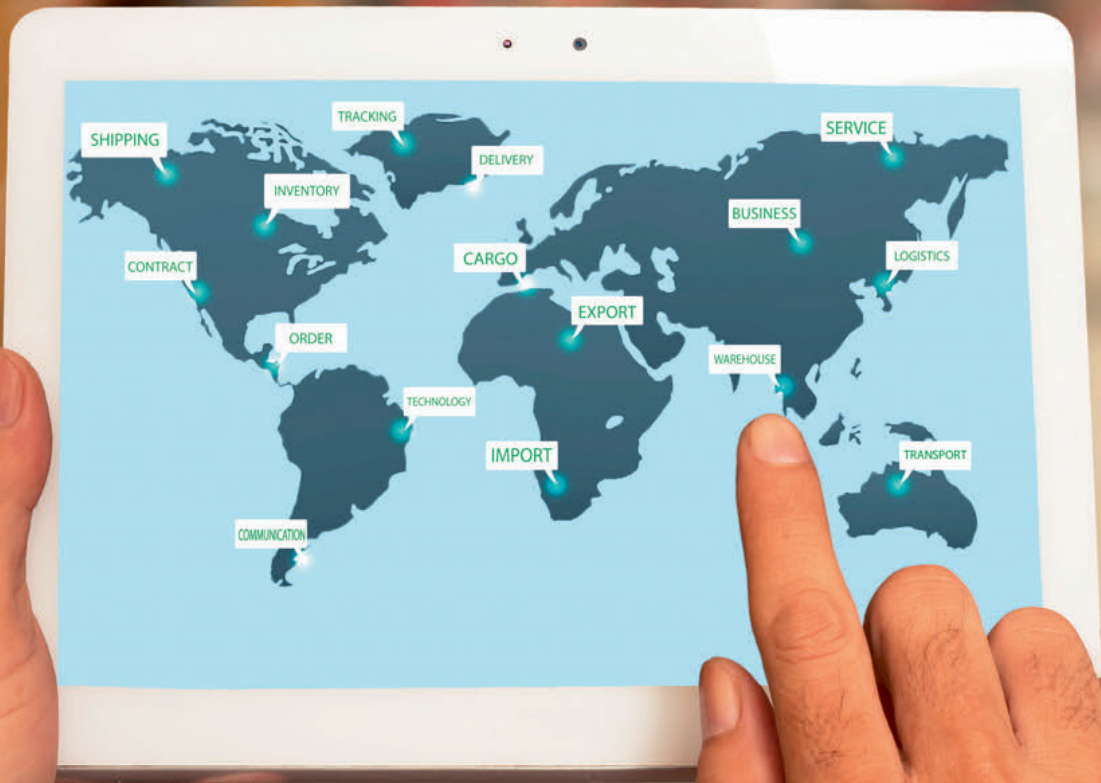 TRACKING
SERVICE
SHIPPING
DELIVERY
INVENTORY
BUSINESS
CARGO
LOGISTICS
CONTRACT
EXPORT
ORDER
WAREHOUSE
TECHNOLOGY
IMPORT
TRANSPORT
COMMUNICATION